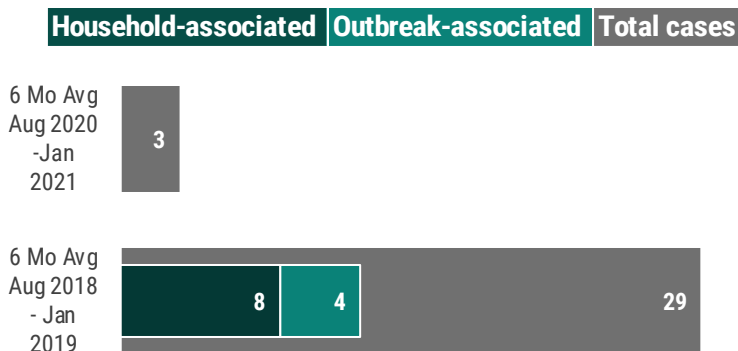 Household-associated Outbreak-associated Total cases
6 Mo Avg
Aug 2020
-Jan
2021
3
6 Mo Avg
Aug 2018
- Jan
2019
8 4 29